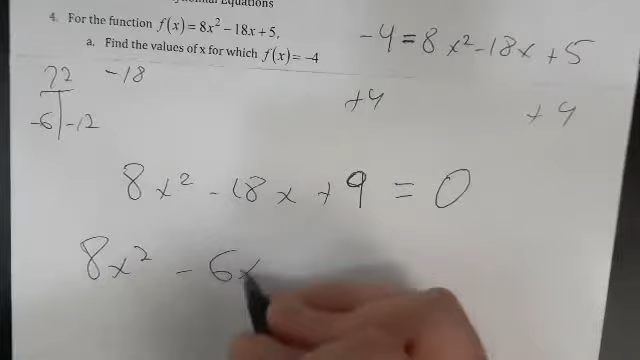 Equations
4. For the function f(x) = 8x² − 18x + 5,
a. Find the values of x for which f(x) = −4
-4 = 8x² - 18x + 5
72 -18
-6 -12
+4 +4
8x² - 18x + 9 = 0
8x² - 6x